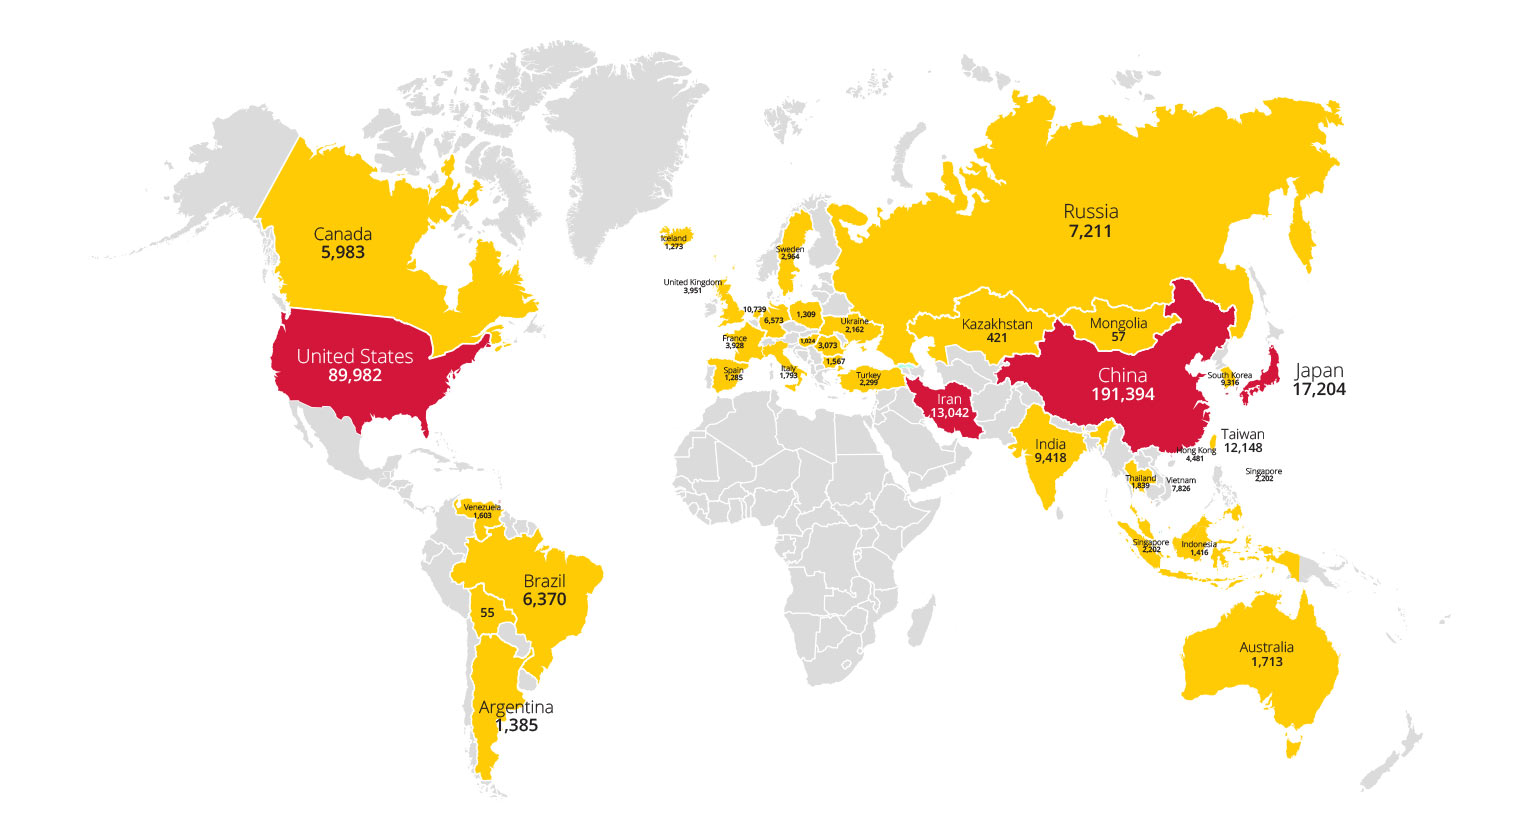 Canada
5,983
United States
89,982
Venezuela
1,603
Brazil
6,370
55
Argentina
1,385
Iceland
1,273
Sweden
2,964
United Kingdom
3,951
10,739
6,573
1,309
Ukraine
2,162
France
3,928
1,024
3,073
1,567
Spain
1,285
Italy
1,793
Turkey
2,299
Russia
7,211
Kazakhstan
421
Mongolia
57
China
191,394
South Korea
9,316
Japan
17,204
Iran
13,042
India
9,418
Taiwan
12,148
Hong Kong
4,481
Thailand
1,839
Vietnam
7,826
Singapore
2,202
Singapore
2,202
Indonesia
1,416
Australia
1,713